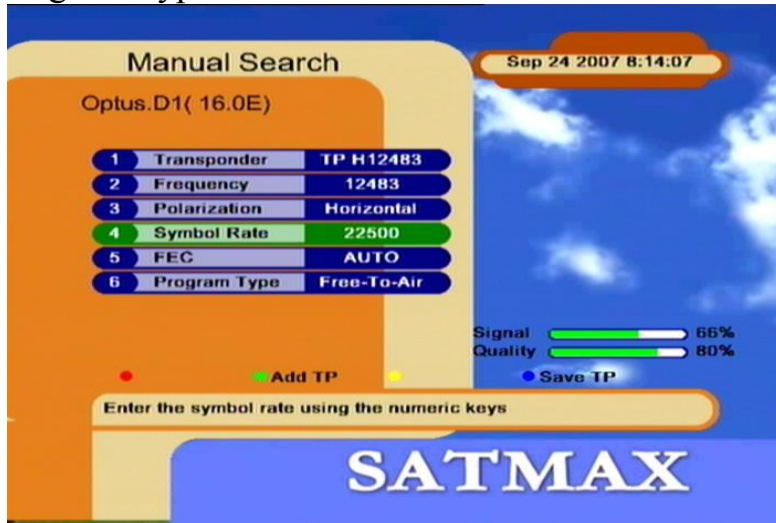 Manual Search
Sep 24 2007 8:14:07
Optus.D1( 16.0E)
1 Transponder TP H12483
2 Frequency 12483
3 Polarization Horizontal
4 Symbol Rate 22500
5 FEC AUTO
6 Program Type Free-To-Air
Signal 66%
Quality 80%
Add TP Save TP
Enter the symbol rate using the numeric keys
SATMAX